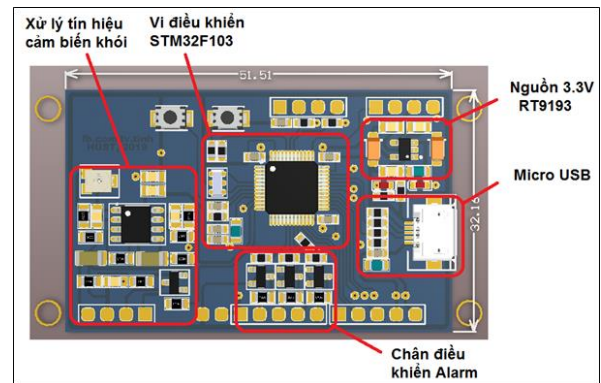 Xử lý tín hiệu
cảm biến khói
Vi điều khiển
STM32F103
51.51
Nguồn 3.3V
RT9193
Micro USB
32.16
Chân điều
khiển Alarm